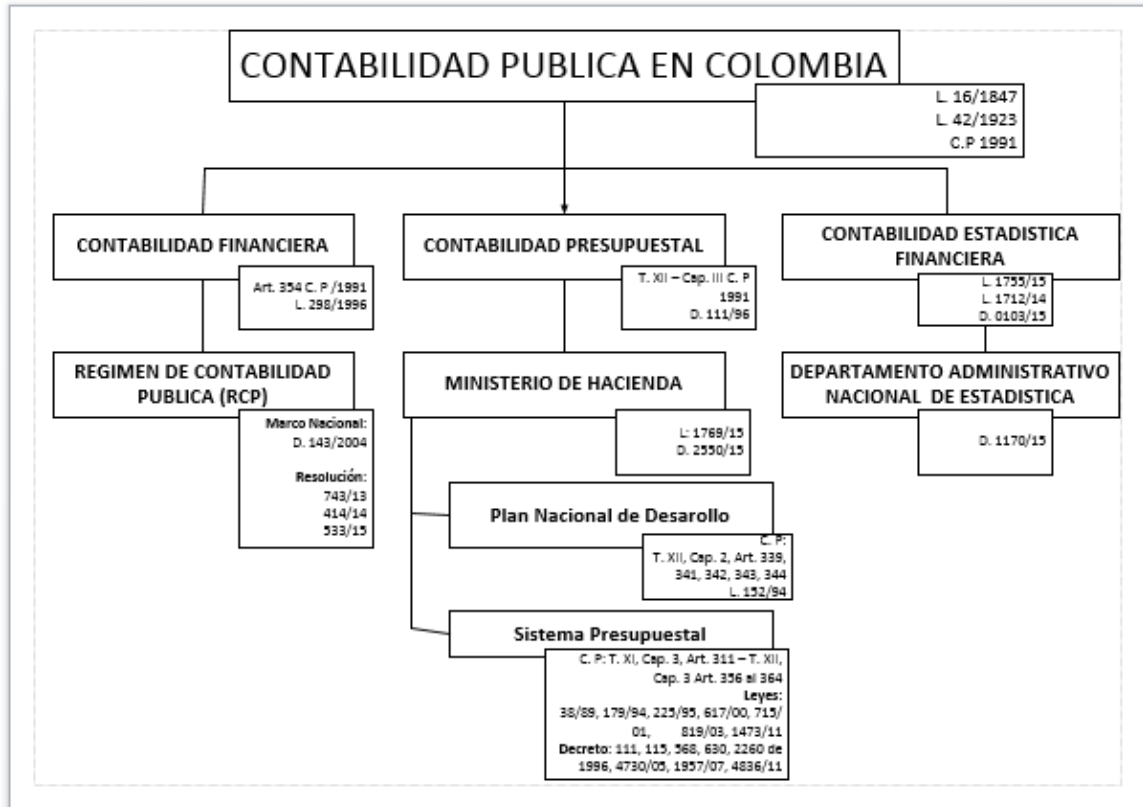 CONTABILIDAD PUBLICA EN COLOMBIA
L. 16/1847
L. 42/1923
C.P 1991
CONTABILIDAD FINANCIERA
Art. 354 C. P /1991
L. 298/1996
REGIMEN DE CONTABILIDAD
PUBLICA (RCP)
Marco Nacional:
D. 143/2004
Resolución:
743/13
414/14
533/15
CONTABILIDAD PRESUPUESTAL
T. XII – Cap. III C. P
1991
D. 111/96
MINISTERIO DE HACIENDA
L: 1769/15
D. 2550/15
Plan Nacional de Desarollo
C. P:
T. XII, Cap. 2, Art. 339,
341, 342, 343, 344
L. 152/94
Sistema Presupuestal
C. P: T. XI, Cap. 3, Art. 311 – T. XII,
Cap. 3 Art. 356 al 364
Leyes:
38/89, 179/94, 225/95, 617/00, 715/
01, 819/03, 1473/11
Decreto: 111, 115, 568, 630, 2260 de
1996, 4730/05, 1957/07, 4836/11
CONTABILIDAD ESTADISTICA
FINANCIERA
L. 1755/15
L. 1712/14
D. 0103/15
DEPARTAMENTO ADMINISTRATIVO
NACIONAL DE ESTADISTICA
D. 1170/15